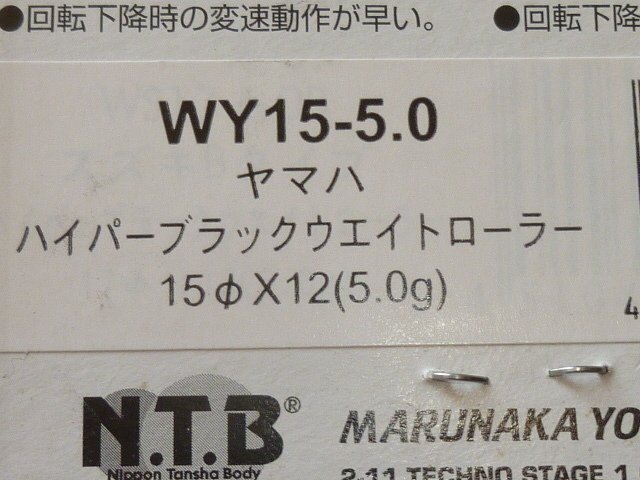 ●回転下降時の変速動作が早い。 ●回転下降
WY15-5.0
ヤマハ
ハイパーブラックウエイトローラー
15φX12(5.0g)
4
N.T.B®
Nippon Tansha Body
MARUNAKA YO
2-11 TECHNO STAGE 1